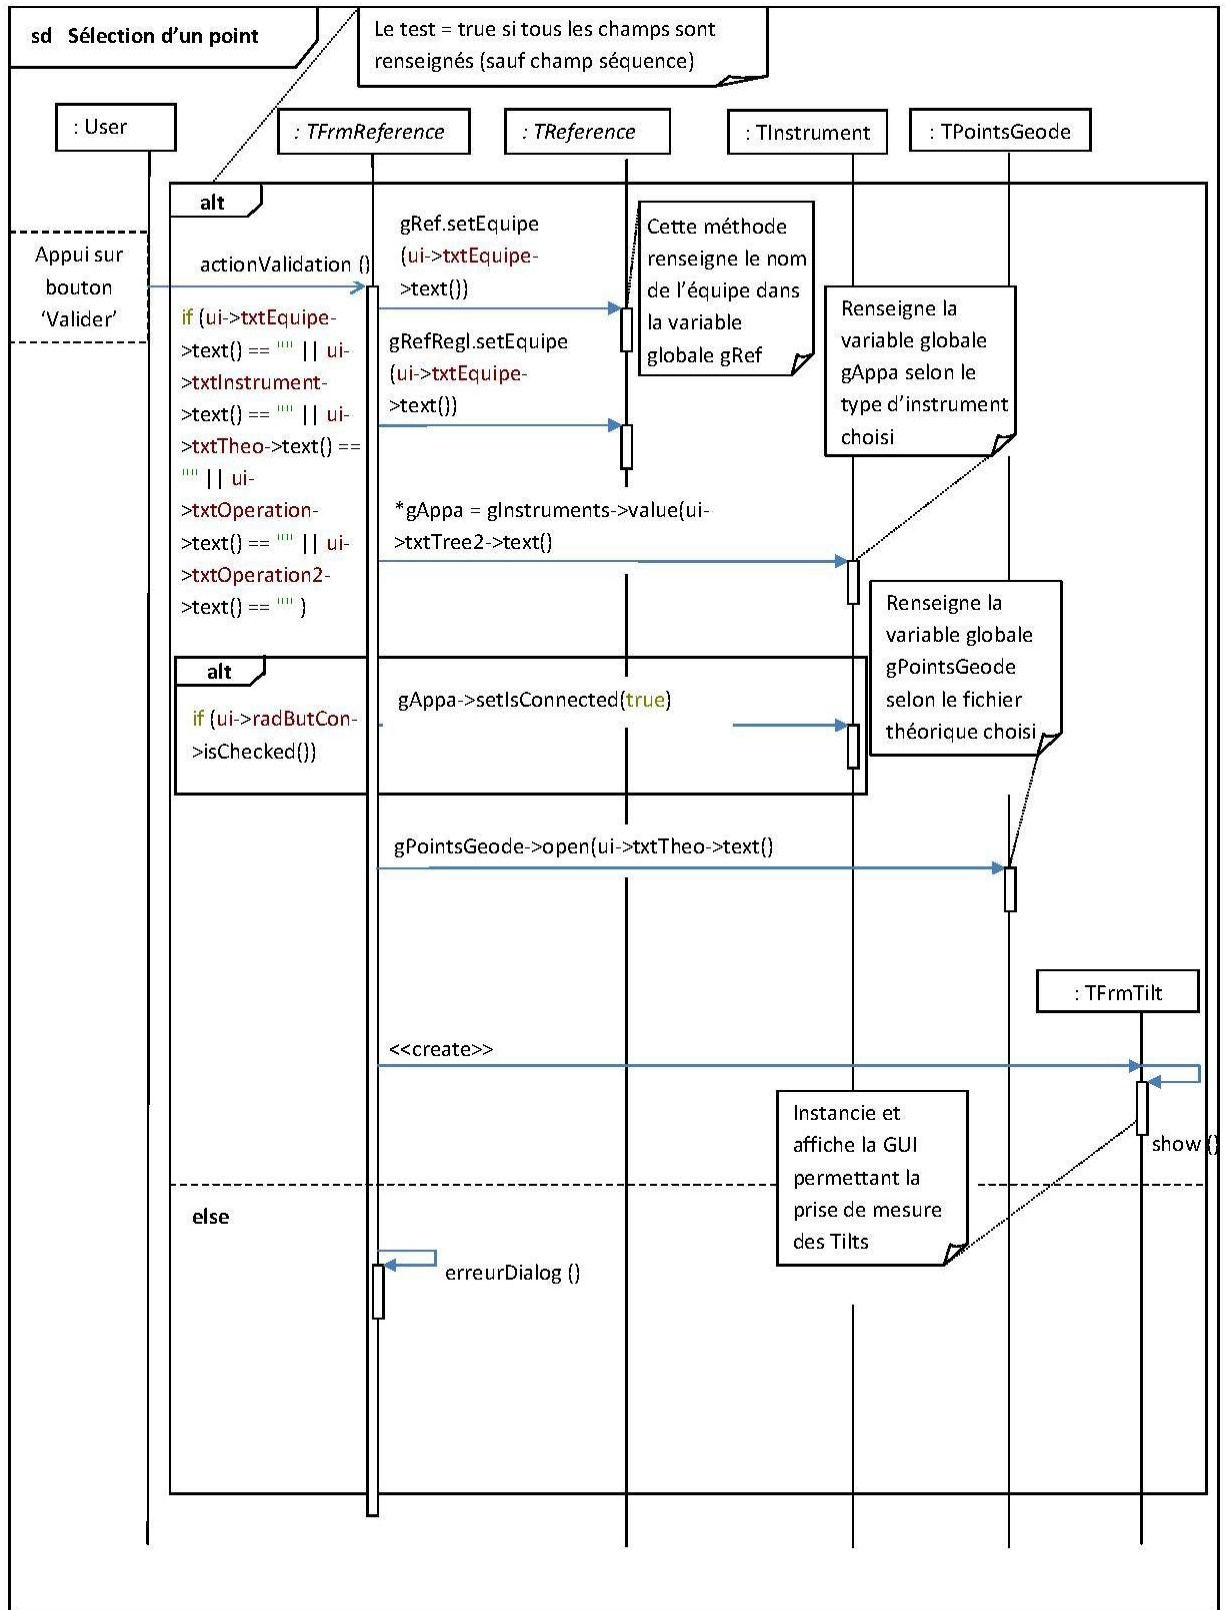 sd Sélection d'un point
Le test = true si tous les champs sont
renseignés (sauf champ séquence)
: User
: TFrmReference
: TReference
: TInstrument
: TPointsGeode
alt
Appui sur
bouton
'Valider'
actionValidation ()
if (ui->txtEquipe-
>text() == "" || ui-
>txtInstrument-
>text() == "" || ui-
>txtTheo->text() ==
"" || ui-
>txtOperation-
>text() == "" || ui-
>txtOperation2-
>text() == "" )
gRef.setEquipe
(ui->txtEquipe-
>text())
gRefRegl.setEquipe
(ui->txtEquipe-
>text())
Cette méthode
renseigne le nom
de l'équipe dans
la variable
globale gRef
Renseigne la
variable globale
gAppa selon le
type d'instrument
choisi
*gAppa = gInstruments->value(ui-
>txtTree2->text()
Renseigne la
variable globale
gPointsGeode
selon le fichier
théorique choisi
alt
if (ui->radButCon-
>isChecked())
gAppa->setIsConnected(true)
gPointsGeode->open(ui->txtTheo->text()
: TFrmTilt
<<create>>
show ()
Instancie et
affiche la GUI
permettant la
prise de mesure
des Tilts
else
erreurDialog ()